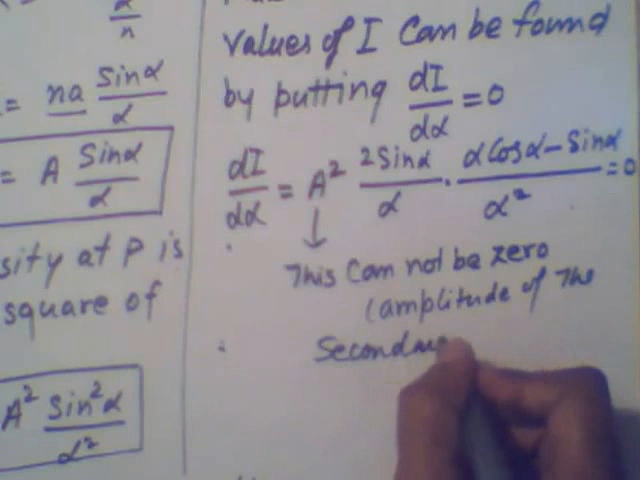 α/n
= na Sinα/α
= A Sinα/α
sity at P is
square of
A² Sin²α/α²
values of I Can be found
by putting dI/dα = 0
dI/dα = A² 2Sinα/α · αCosα – Sinα/α² = 0
↓
This Can not be zero
(amplitude of The